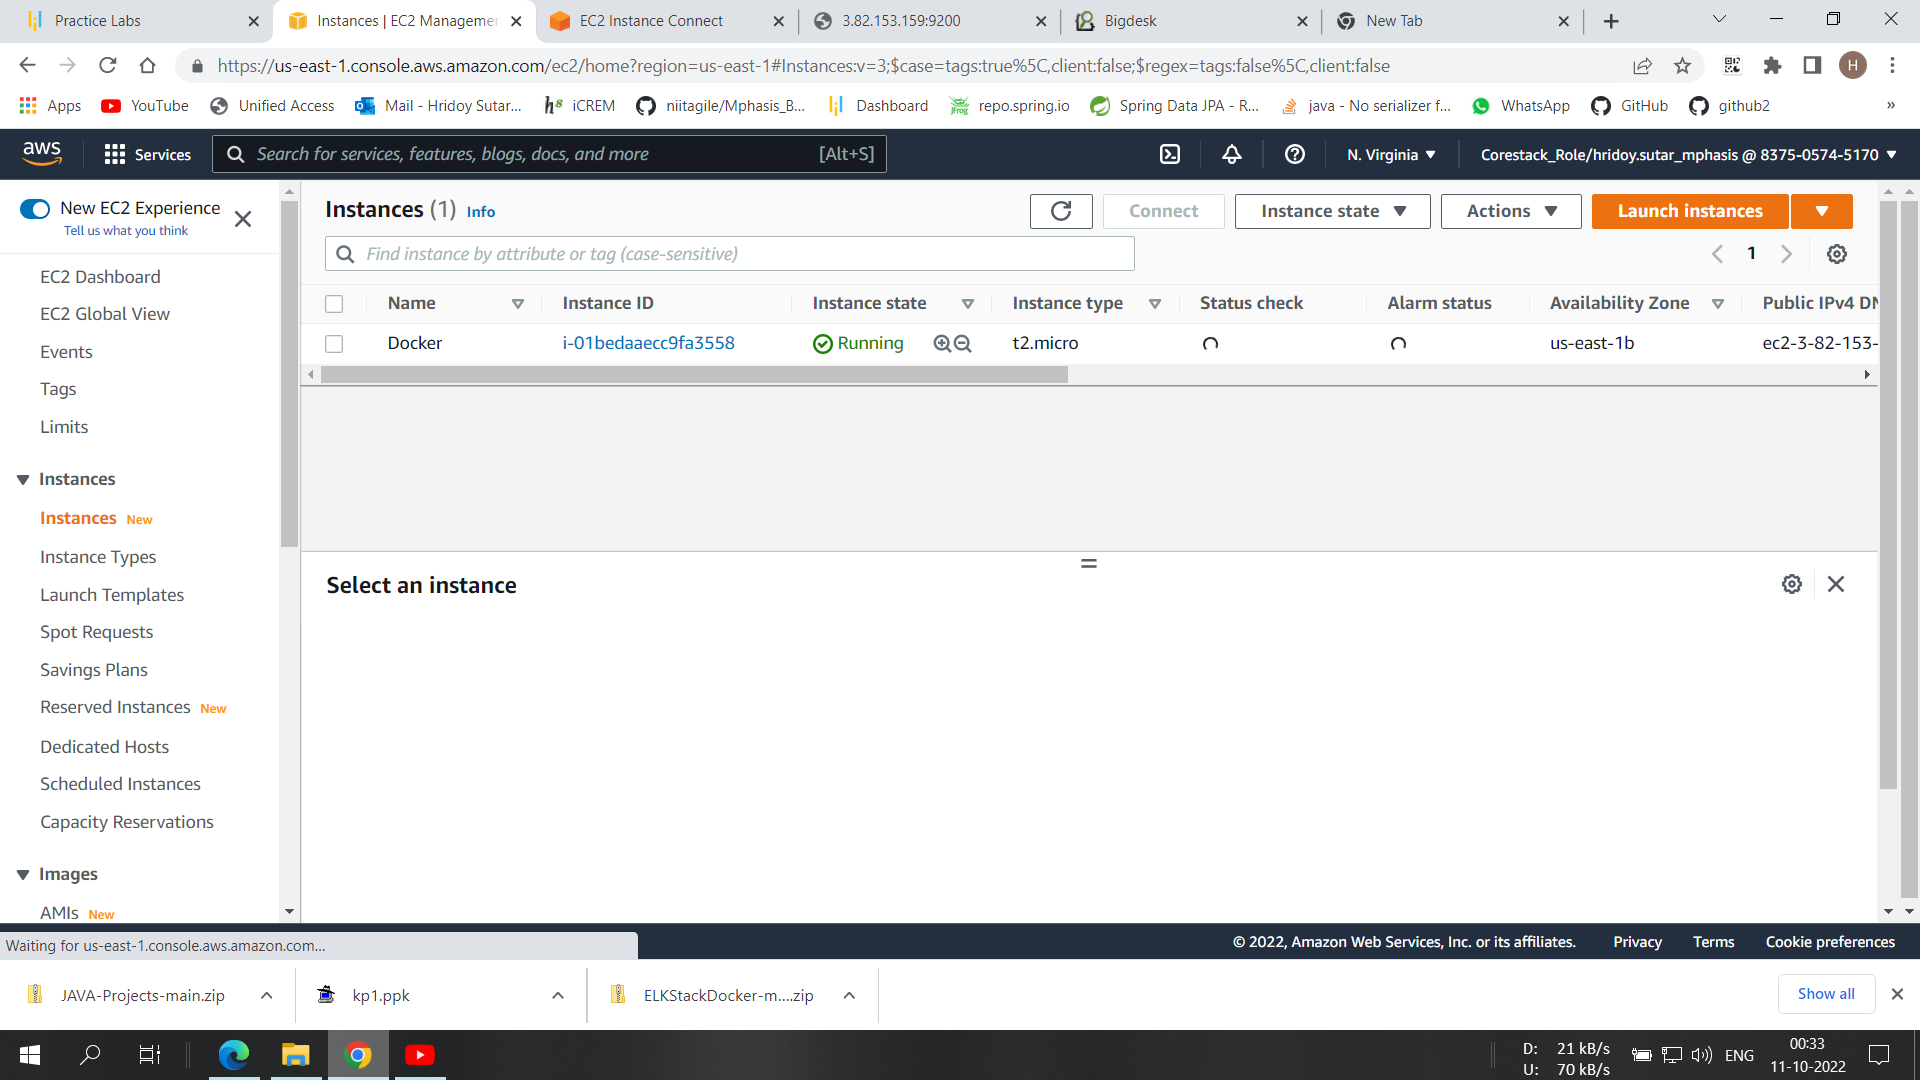 Practice Labs
Instances | EC2 Managemen
EC2 Instance Connect
3.82.153.159:9200
Bigdesk
New Tab
https://us-east-1.console.aws.amazon.com/ec2/home?region=us-east-1#Instances:v=3;$case=tags:true%5C,client:false;$regex=tags:false%5C,client:false
H
Apps
YouTube
Unified Access
Mail - Hridoy Sutar...
iCREM
niitagile/Mphasis_B...
Dashboard
repo.spring.io
Spring Data JPA - R...
java - No serializer f...
WhatsApp
GitHub
github2
»
aws
Services
Search for services, features, blogs, docs, and more
[Alt+S]
N. Virginia
Corestack_Role/hridoy.sutar_mphasis @ 8375-0574-5170
New EC2 Experience
Tell us what you think
EC2 Dashboard
EC2 Global View
Events
Tags
Limits
Instances
Instances New
Instance Types
Launch Templates
Spot Requests
Savings Plans
Reserved Instances New
Dedicated Hosts
Scheduled Instances
Capacity Reservations
Images
AMIs New
Instances (1) Info
Connect
Instance state
Actions
Launch instances
Find instance by attribute or tag (case-sensitive)
1
Name
Instance ID
Instance state
Instance type
Status check
Alarm status
Availability Zone
Public IPv4 DN
Docker
i-01bedaaecc9fa3558
Running
t2.micro
us-east-1b
ec2-3-82-153-
Select an instance
Waiting for us-east-1.console.aws.amazon.com...
© 2022, Amazon Web Services, Inc. or its affiliates.
Privacy
Terms
Cookie preferences
JAVA-Projects-main.zip
kp1.ppk
ELKStackDocker-m....zip
Show all
D: 21 kB/s
U: 70 kB/s
ENG
00:33
11-10-2022